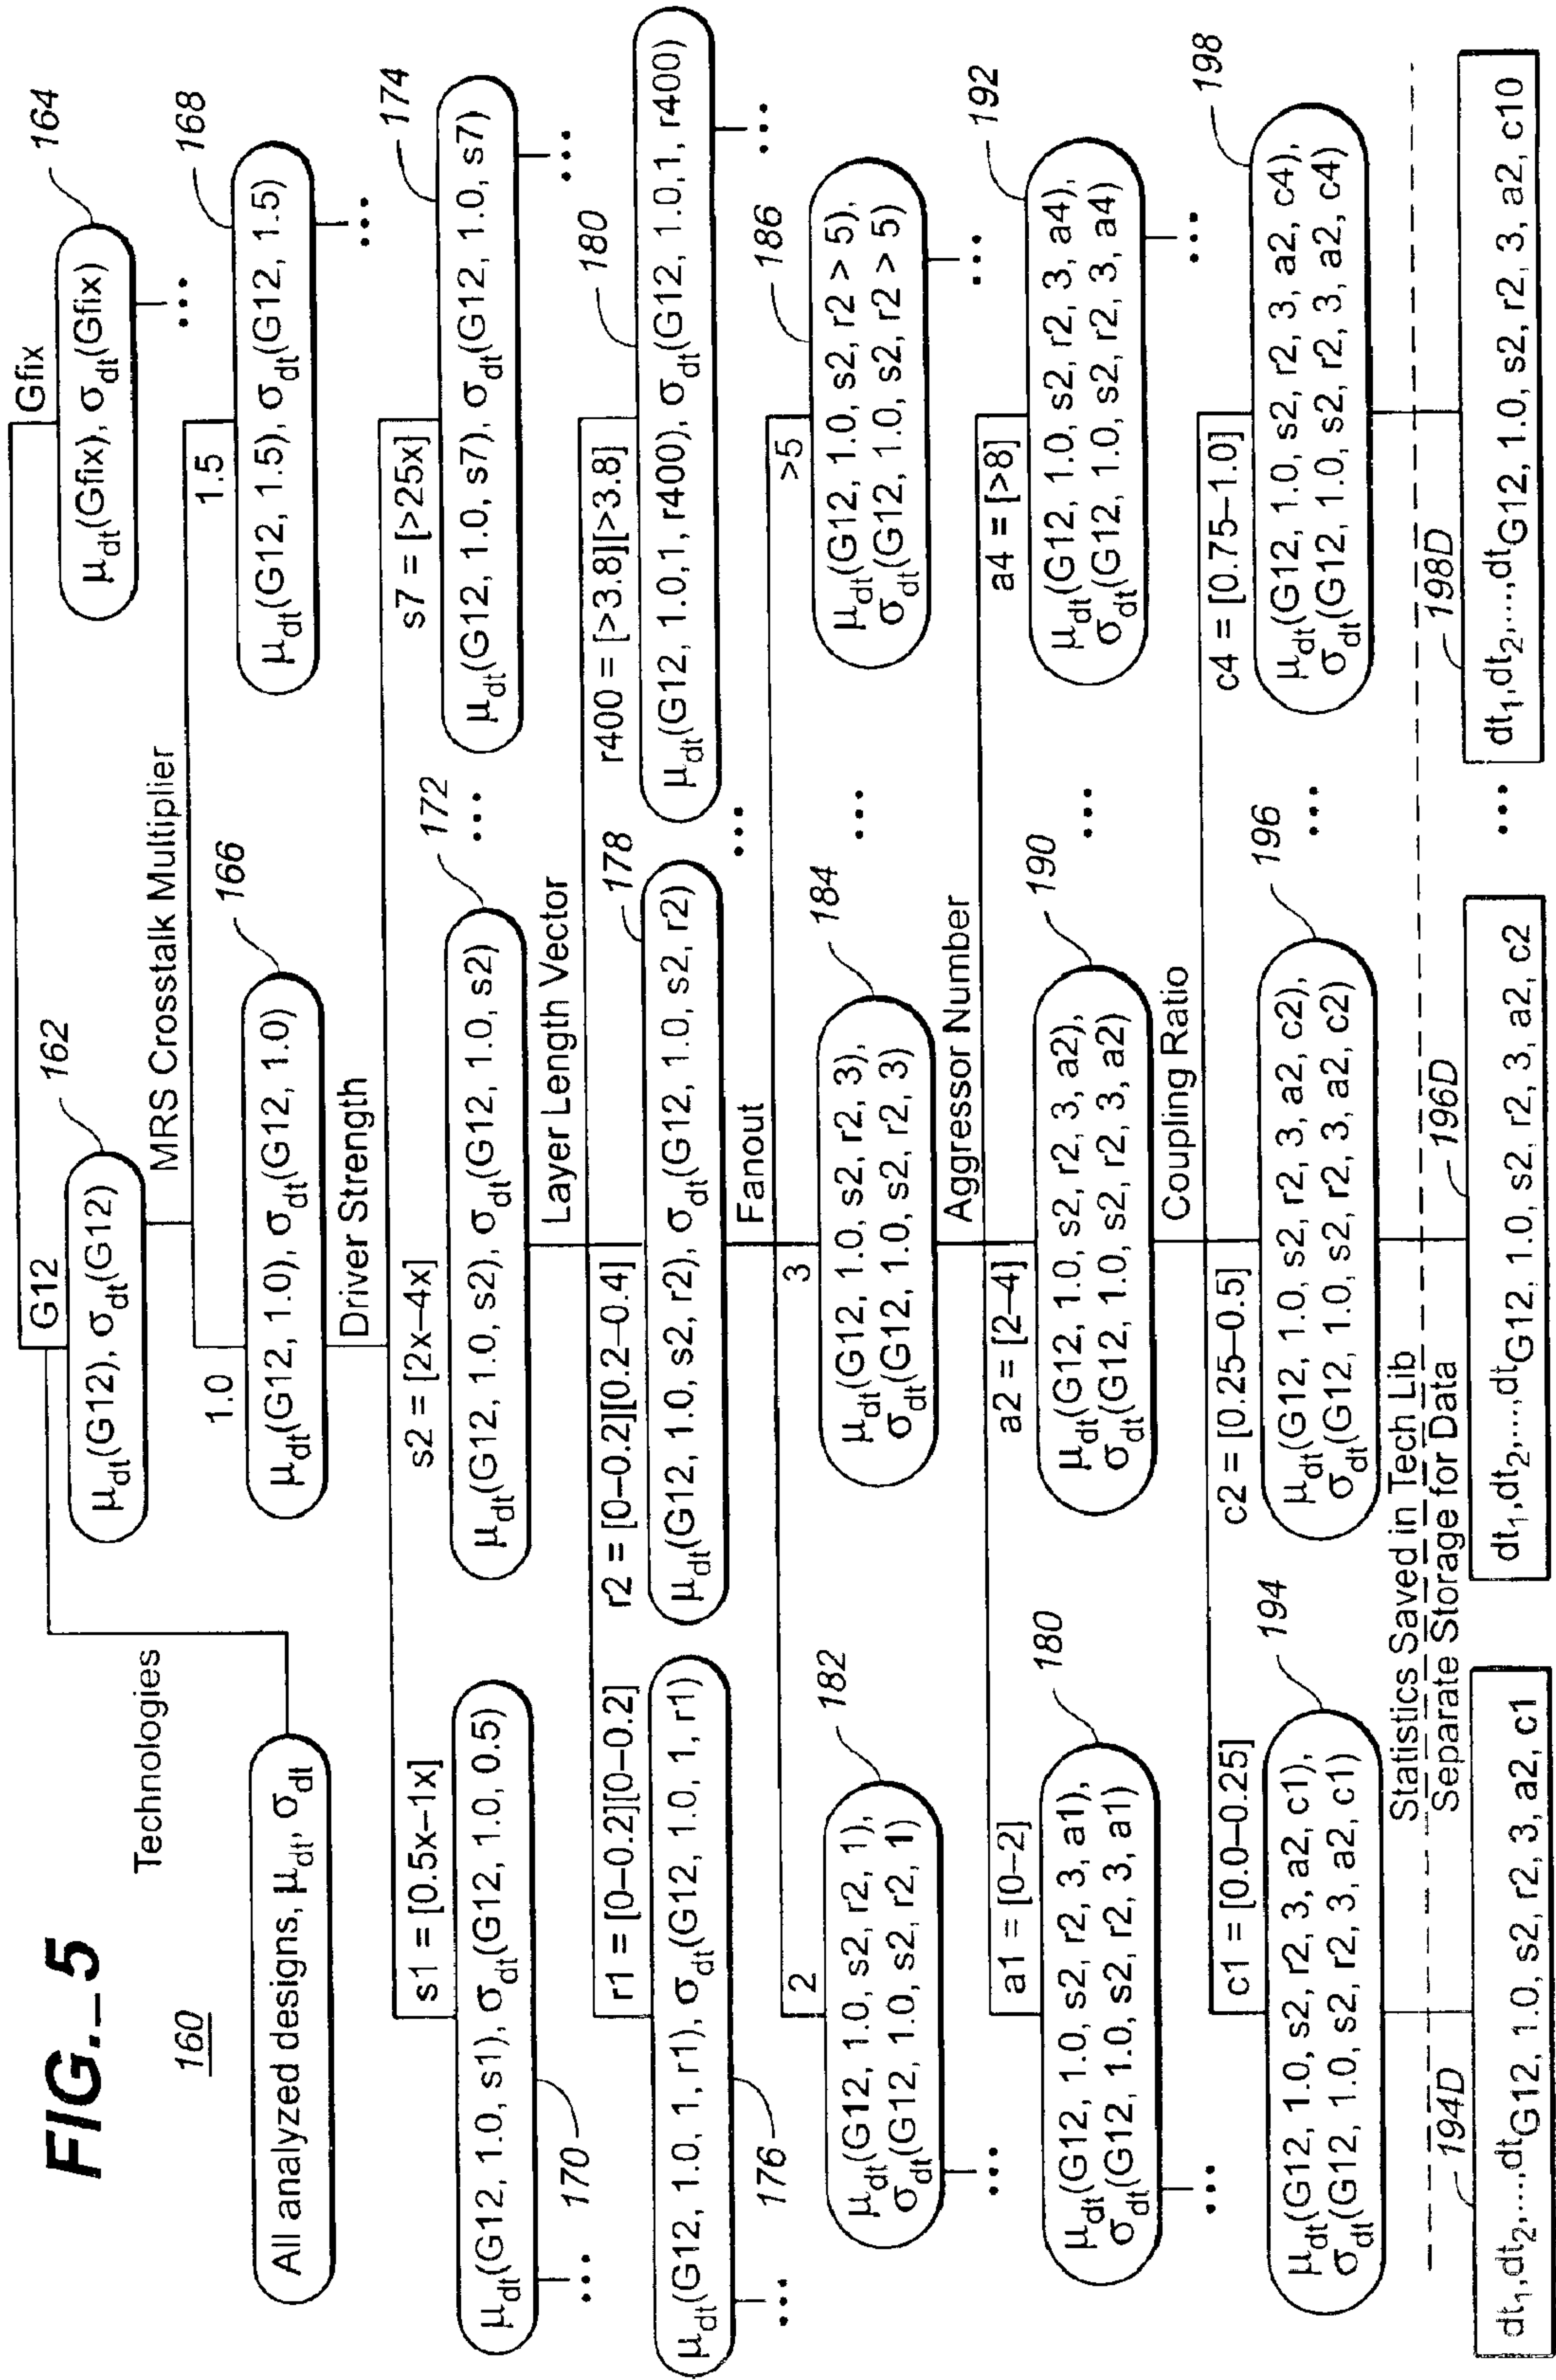 FIG._5
160
Technologies
All analyzed designs, μdt, σdt
G12
162
μdt(G12), σdt(G12)
Gfix
164
μdt(Gfix), σdt(Gfix)
...
MRS Crosstalk Multiplier
1.0
166
μdt(G12, 1.0), σdt(G12, 1.0)
1.5
168
μdt(G12, 1.5), σdt(G12, 1.5)
...
Driver Strength
s1 = [0.5x–1x]
μdt(G12, 1.0, s1), σdt(G12, 1.0, 0.5)
170
...
s2 = [2x–4x]
172
μdt(G12, 1.0, s2), σdt(G12, 1.0, s2)
...
s7 = [>25x]
174
μdt(G12, 1.0, s7), σdt(G12, 1.0, s7)
...
Layer Length Vector
r1 = [0–0.2][0–0.2]
μdt(G12, 1.0, 1, r1), σdt(G12, 1.0, 1, r1)
176
...
r2 = [0–0.2][0.2–0.4]
178
μdt(G12, 1.0, s2, r2), σdt(G12, 1.0, s2, r2)
...
r400 = [>3.8][>3.8]
180
μdt(G12, 1.0, 1, r400), σdt(G12, 1.0, 1, r400)
...
Fanout
2
182
μdt(G12, 1.0, s2, r2, 1),
σdt(G12, 1.0, s2, r2, 1)
...
3
184
μdt(G12, 1.0, s2, r2, 3),
σdt(G12, 1.0, s2, r2, 3)
...
>5
186
μdt(G12, 1.0, s2, r2 > 5),
σdt(G12, 1.0, s2, r2 > 5)
...
Aggressor Number
a1 = [0–2]
180
μdt(G12, 1.0, s2, r2, 3, a1),
σdt(G12, 1.0, s2, r2, 3, a1)
...
a2 = [2–4]
190
μdt(G12, 1.0, s2, r2, 3, a2),
σdt(G12, 1.0, s2, r2, 3, a2)
...
a4 = [>8]
192
μdt(G12, 1.0, s2, r2, 3, a4),
σdt(G12, 1.0, s2, r2, 3, a4)
...
Coupling Ratio
c1 = [0.0–0.25]
194
μdt(G12, 1.0, s2, r2, 3, a2, c1),
σdt(G12, 1.0, s2, r2, 3, a2, c1)
c2 = [0.25–0.5]
196
μdt(G12, 1.0, s2, r2, 3, a2, c2),
σdt(G12, 1.0, s2, r2, 3, a2, c2)
...
c4 = [0.75–1.0]
198
μdt(G12, 1.0, s2, r2, 3, a2, c4),
σdt(G12, 1.0, s2, r2, 3, a2, c4)
Statistics Saved in Tech Lib
Separate Storage for Data
194D
dt1,dt2,...,dtG12, 1.0, s2, r2, 3, a2, c1
196D
dt1,dt2,...,dtG12, 1.0, s2, r2, 3, a2, c2
...
198D
dt1,dt2,...,dtG12, 1.0, s2, r2, 3, a2, c10